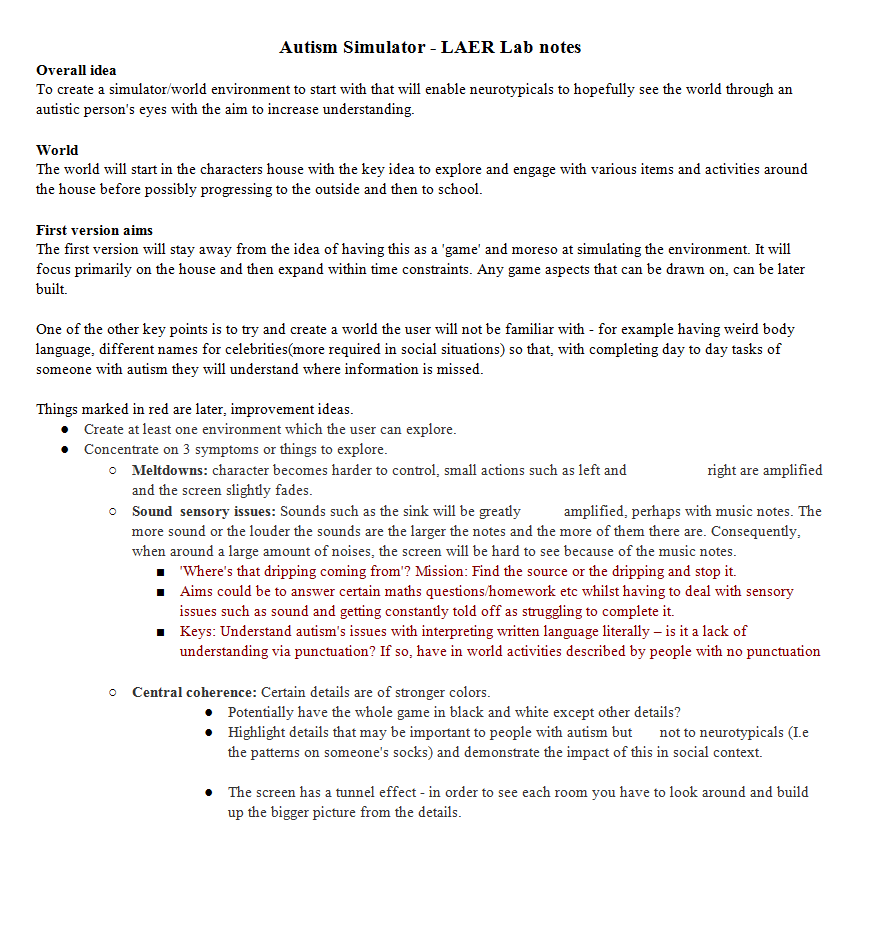 Autism Simulator - LAER Lab notes
Overall idea
To create a simulator/world environment to start with that will enable neurotypicals to hopefully see the world through an
autistic person's eyes with the aim to increase understanding.
World
The world will start in the characters house with the key idea to explore and engage with various items and activities around
the house before possibly progressing to the outside and then to school.
First version aims
The first version will stay away from the idea of having this as a 'game' and moreso at simulating the environment. It will
focus primarily on the house and then expand within time constraints. Any game aspects that can be drawn on, can be later
built.
One of the other key points is to try and create a world the user will not be familiar with - for example having weird body
language, different names for celebrities(more required in social situations) so that, with completing day to day tasks of
someone with autism they will understand where information is missed.
Things marked in red are later, improvement ideas.
● Create at least one environment which the user can explore.
● Concentrate on 3 symptoms or things to explore.
○ Meltdowns: character becomes harder to control, small actions such as left and right are amplified
and the screen slightly fades.
○ Sound sensory issues: Sounds such as the sink will be greatly amplified, perhaps with music notes. The
more sound or the louder the sounds are the larger the notes and the more of them there are. Consequently,
when around a large amount of noises, the screen will be hard to see because of the music notes.
■ 'Where's that dripping coming from'? Mission: Find the source or the dripping and stop it.
■ Aims could be to answer certain maths questions/homework etc whilst having to deal with sensory
issues such as sound and getting constantly told off as struggling to complete it.
■ Keys: Understand autism's issues with interpreting written language literally – is it a lack of
understanding via punctuation? If so, have in world activities described by people with no punctuation
○ Central coherence: Certain details are of stronger colors.
● Potentially have the whole game in black and white except other details?
● Highlight details that may be important to people with autism but not to neurotypicals (I.e
the patterns on someone's socks) and demonstrate the impact of this in social context.
● The screen has a tunnel effect - in order to see each room you have to look around and build
up the bigger picture from the details.